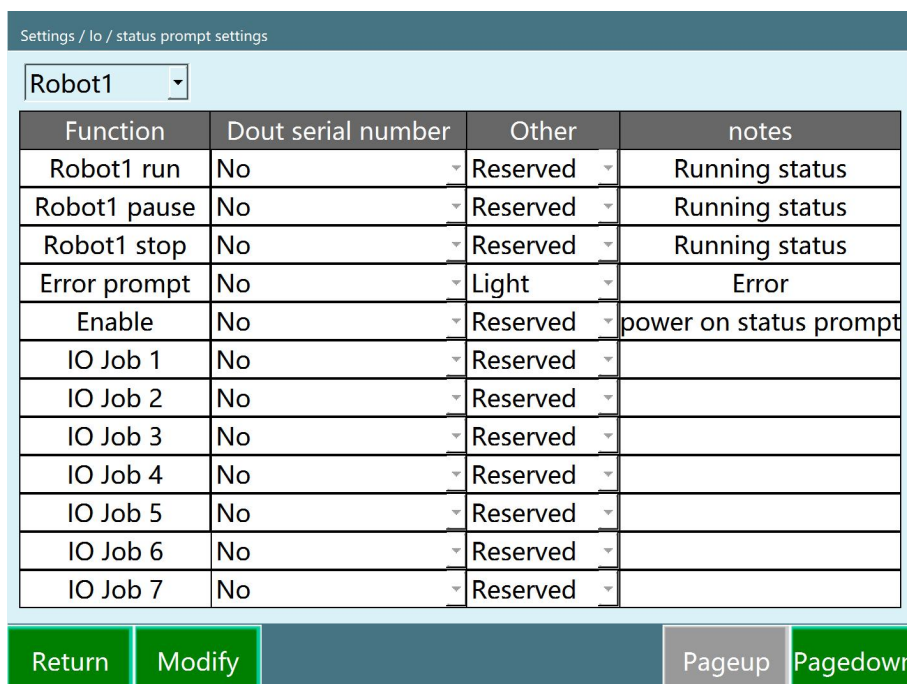 Settings / Io / status prompt settings
Robot1
Function Dout serial number Other notes
Robot1 run No Reserved Running status
Robot1 pause No Reserved Running status
Robot1 stop No Reserved Running status
Error prompt No Light Error
Enable No Reserved power on status prompt
IO Job 1 No Reserved
IO Job 2 No Reserved
IO Job 3 No Reserved
IO Job 4 No Reserved
IO Job 5 No Reserved
IO Job 6 No Reserved
IO Job 7 No Reserved
Return Modify Pageup Pagedown